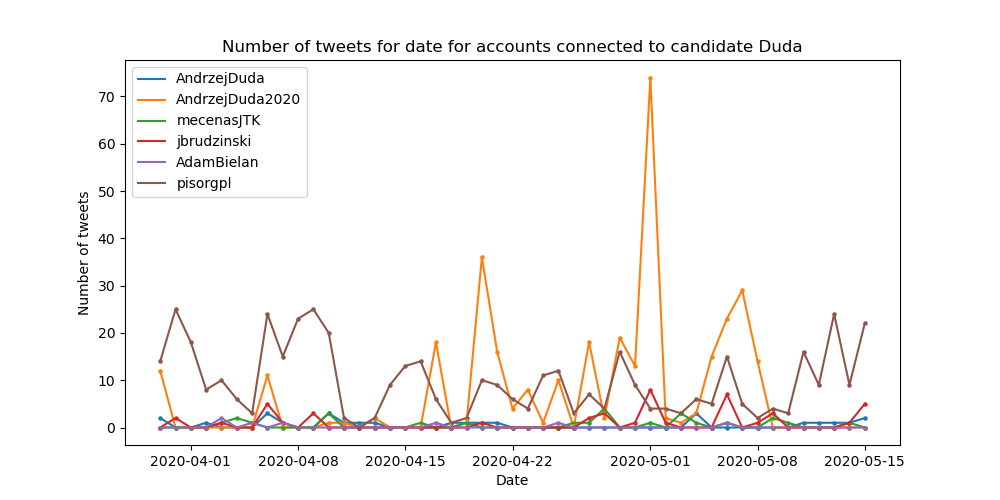 Number of tweets for date for accounts connected to candidate Duda
AndrzejDuda
AndrzejDuda2020
mecenasJTK
jbrudzinski
AdamBielan
pisorgpl
Number of tweets
70
60
50
40
30
20
10
0
2020-04-01
2020-04-08
2020-04-15
2020-04-22
2020-05-01
2020-05-08
2020-05-15
Date